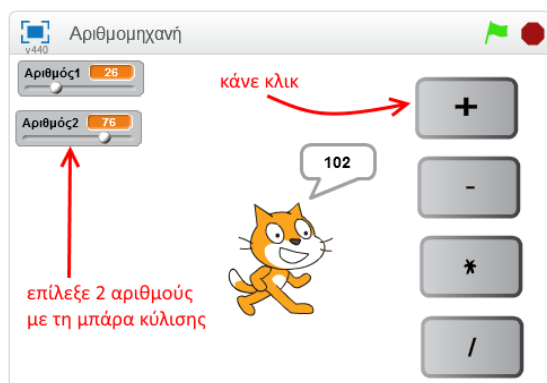 Αριθμομηχανή
v440
Αριθμός1 26
Αριθμός2 76
κάνε κλικ
+
102
-
*
/
επίλεξε 2 αριθμούς
με τη μπάρα κύλισης